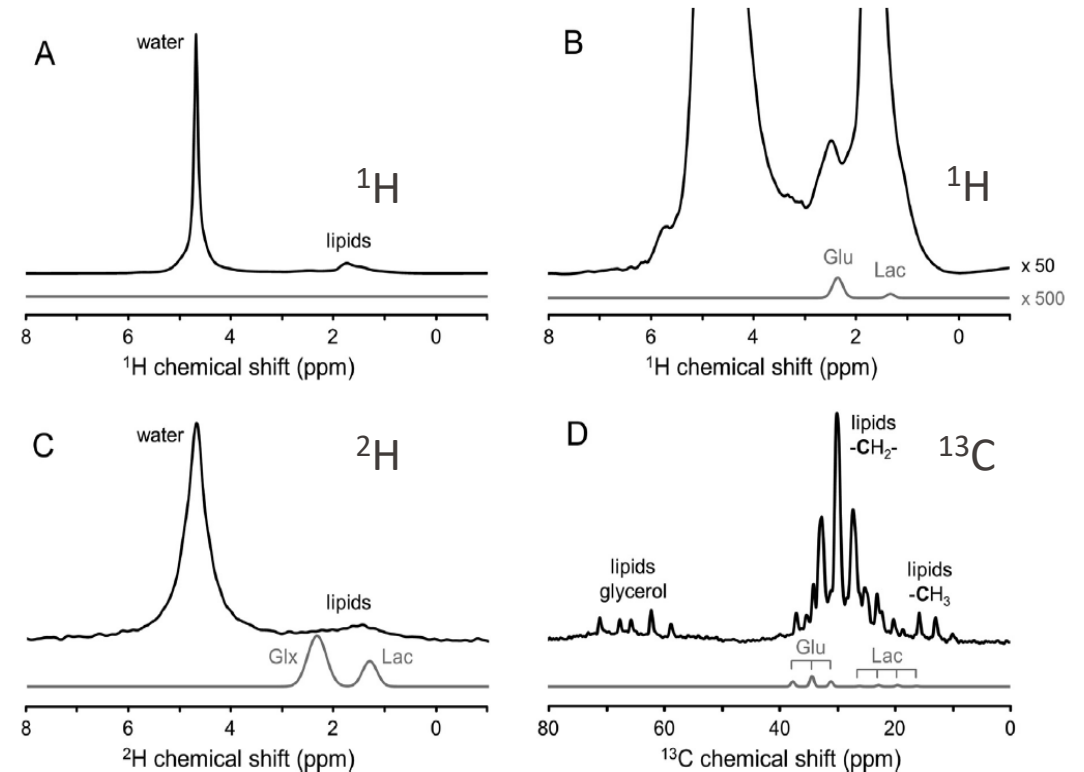 A
water
¹H
lipids
8 6 4 2 0
¹H chemical shift (ppm)
B
¹H
Glu
Lac
x 50
x 500
8 6 4 2 0
¹H chemical shift (ppm)
C
water
²H
lipids
Glx
Lac
8 6 4 2 0
²H chemical shift (ppm)
D
lipids
-CH₂-
¹³C
lipids
glycerol
lipids
-CH₃
Glu
Lac
80 60 40 20 0
¹³C chemical shift (ppm)